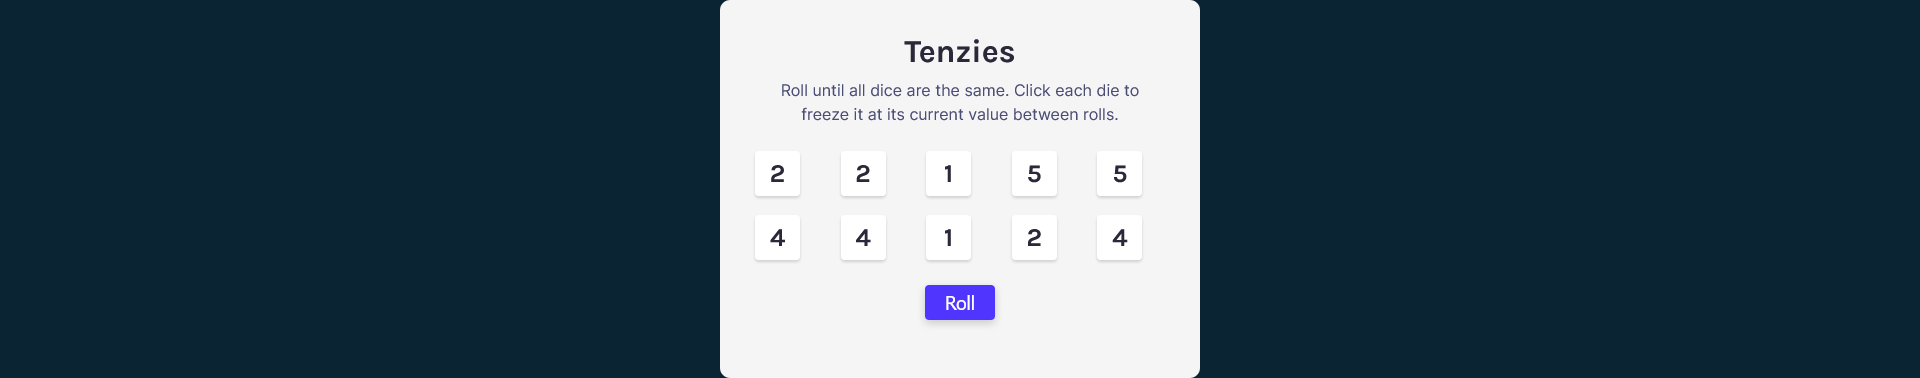 Tenzies
Roll until all dice are the same. Click each die to
freeze it at its current value between rolls.
2 2 1 5 5
4 4 1 2 4
Roll